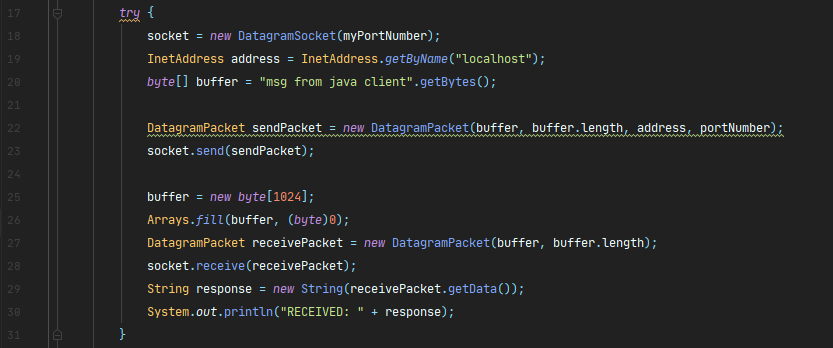 17 try {
18 socket = new DatagramSocket(myPortNumber);
19 InetAddress address = InetAddress.getByName("localhost");
20 byte[] buffer = "msg from java client".getBytes();
21
22 DatagramPacket sendPacket = new DatagramPacket(buffer, buffer.length, address, portNumber);
23 socket.send(sendPacket);
24
25 buffer = new byte[1024];
26 Arrays.fill(buffer, (byte)0);
27 DatagramPacket receivePacket = new DatagramPacket(buffer, buffer.length);
28 socket.receive(receivePacket);
29 String response = new String(receivePacket.getData());
30 System.out.println("RECEIVED: " + response);
31 }